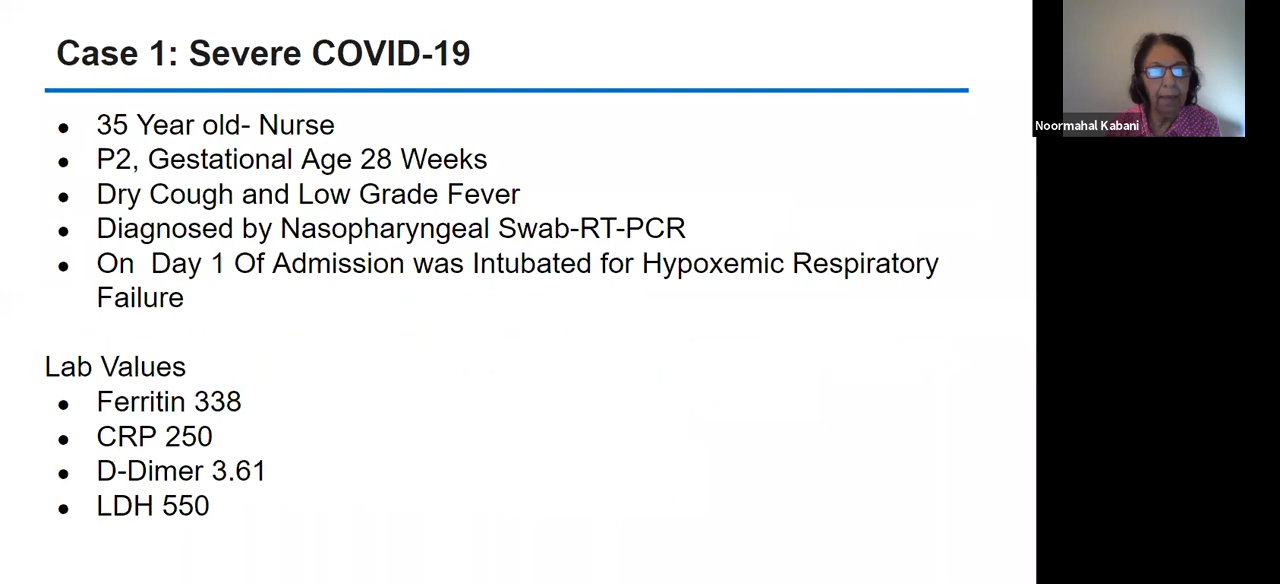 Case 1: Severe COVID-19
● 35 Year old- Nurse
● P2, Gestational Age 28 Weeks
● Dry Cough and Low Grade Fever
● Diagnosed by Nasopharyngeal Swab-RT-PCR
● On Day 1 Of Admission was Intubated for Hypoxemic Respiratory
Failure
Lab Values
● Ferritin 338
● CRP 250
● D-Dimer 3.61
● LDH 550
Noormahal Kabani